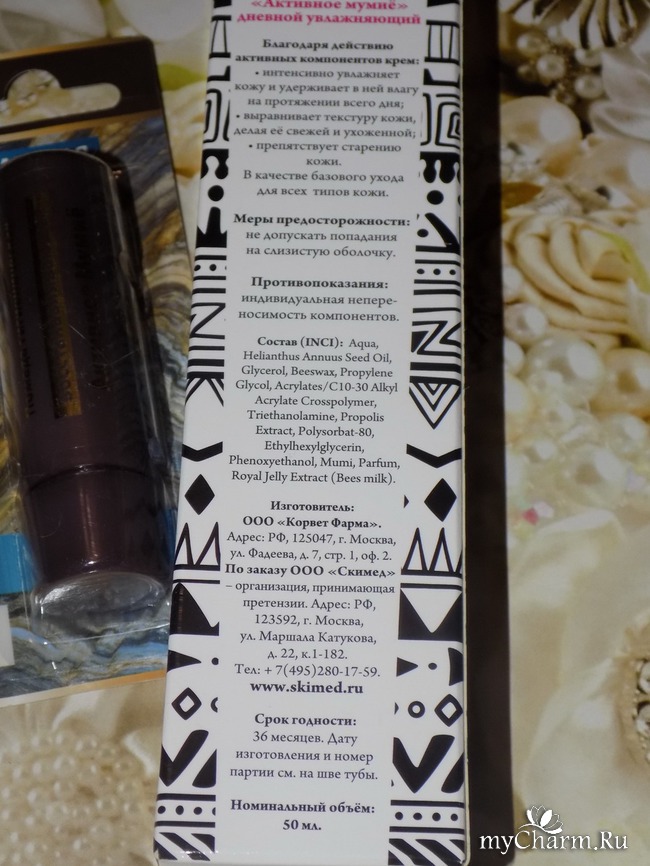 «Активное мумиё»
дневной увлажняющий
Благодаря действию
активных компонентов крем:
• интенсивно увлажняет
кожу и удерживает в ней влагу
на протяжении всего дня;
• выравнивает текстуру кожи,
делая её свежей и ухоженной;
• препятствует старению
кожи.
В качестве базового ухода
для всех типов кожи.
Меры предосторожности:
не допускать попадания
на слизистую оболочку.
Противопоказания:
индивидуальная непере-
носимость компонентов.
Состав (INCI): Aqua,
Helianthus Annuus Seed Oil,
Glycerol, Beeswax, Propylene
Glycol, Acrylates/C10-30 Alkyl
Acrylate Crosspolymer,
Triethanolamine, Propolis
Extract, Polysorbat-80,
Ethylhexylglycerin,
Phenoxyethanol, Mumi, Parfum,
Royal Jelly Extract (Bees milk).
Изготовитель:
ООО «Корвет Фарма».
Адрес: РФ, 125047, г. Москва,
ул. Фадеева, д. 7, стр. 1, оф. 2.
По заказу ООО «Скимед»
– организация, принимающая
претензии. Адрес: РФ,
123592, г. Москва,
ул. Маршала Катукова,
д. 22, к.1-182.
Тел: + 7(495)280-17-59.
www.skimed.ru
Срок годности:
36 месяцев. Дату
изготовления и номер
партии см. на шве тубы.
Номинальный объём:
50 мл.
myCharm.Ru